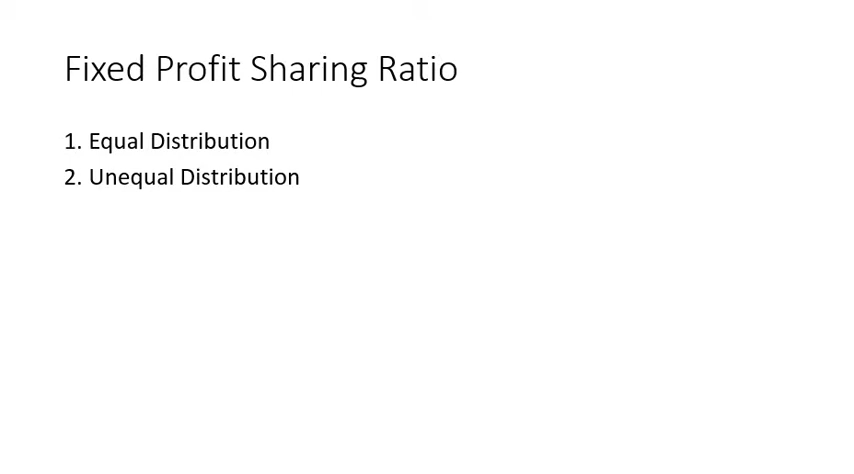 Fixed Profit Sharing Ratio
1. Equal Distribution
2. Unequal Distribution